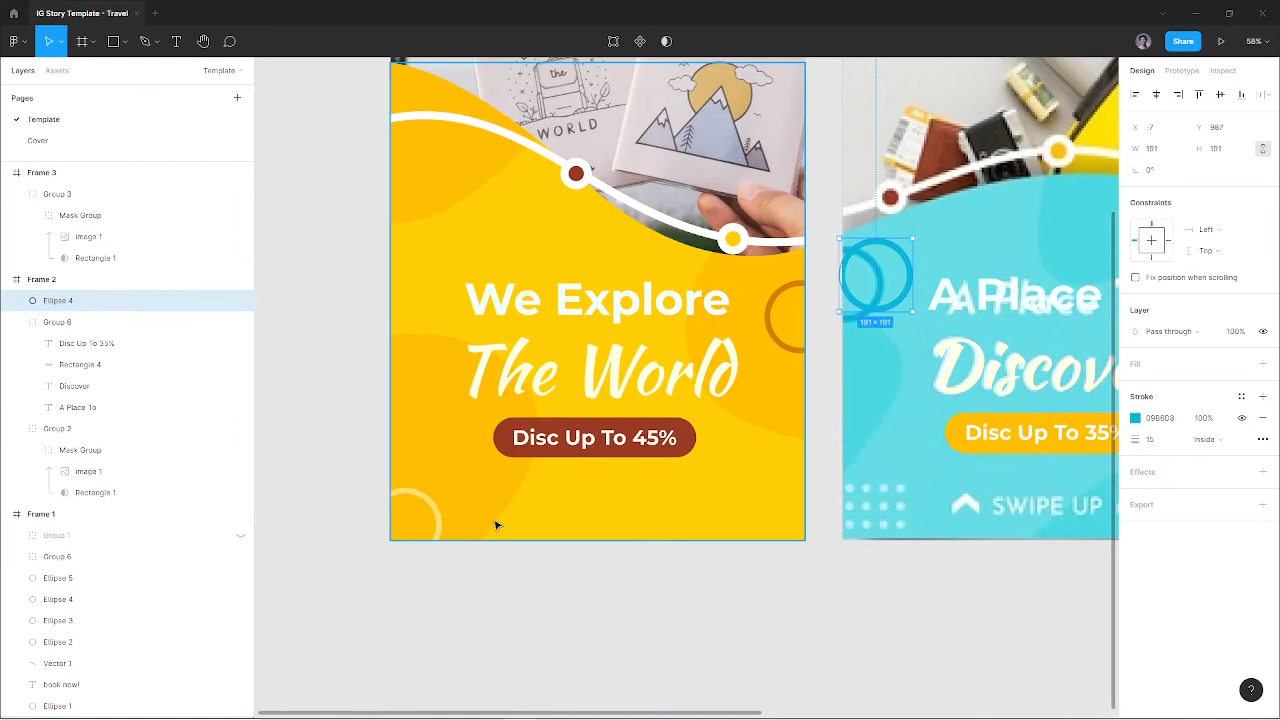 IG Story Template - Travel
Share
58%
Layers
Assets
Template
Design
Prototype
Inspect
Pages
Template
Cover
Frame 3
Group 3
Mask Group
image 1
Rectangle 1
Frame 2
Ellipse 4
Group 6
Disc Up To 35%
Rectangle 4
Discover
A Place To
Group 2
Mask Group
image 1
Rectangle 1
Frame 1
Group 1
Group 6
Ellipse 5
Ellipse 4
Ellipse 3
Ellipse 2
Vector 1
book now!
Ellipse 1
the
WORLD
We Explore
The World
Disc Up To 45%
191 × 191
A Place
Discov
Disc Up To 35%
SWIPE UP
X -7 Y 987
W 191 H 191
0°
Constraints
Left
Top
Fix position when scrolling
Layer
Pass through 100%
Fill
Stroke
09B6D8 100%
15 Inside
Effects
Export
?